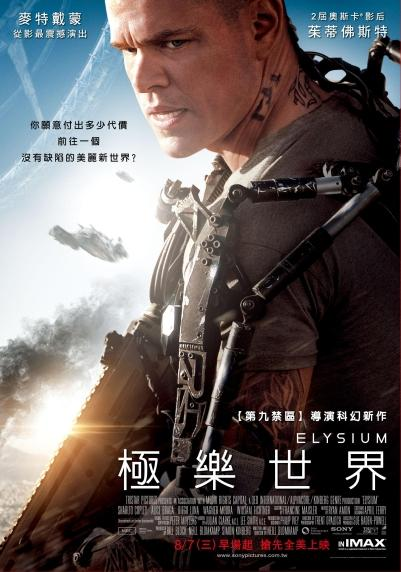 麥特戴蒙
從影最震撼演出
2屆奧斯卡®影后
茱蒂佛斯特
你願意付出多少代價
前往一個
沒有缺陷的美麗新世界?
【第九禁區】導演科幻新作
ELYSIUM
極樂世界
8/7(三)早場起 搶先全美上映
IN IMAX
www.sonypictures.com.tw